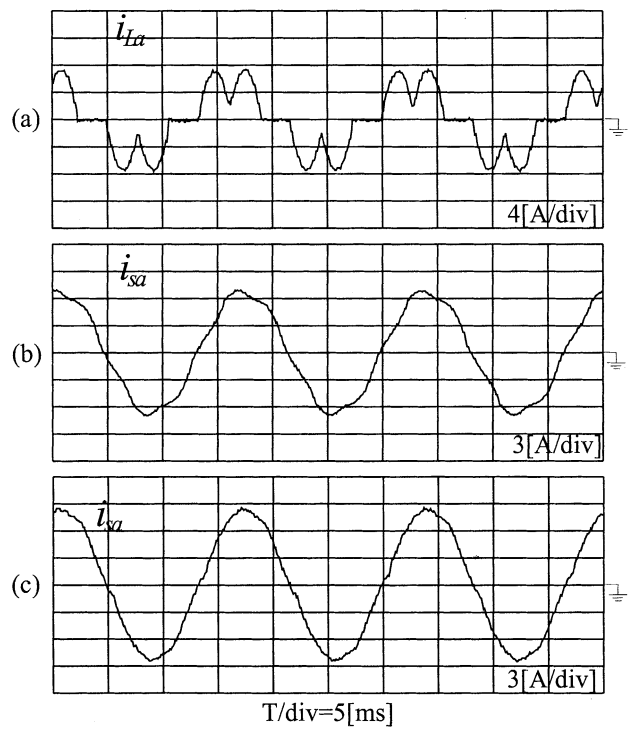 i_La
(a)
4[A/div]
i_sa
(b)
3[A/div]
i_sa
(c)
3[A/div]
T/div=5[ms]